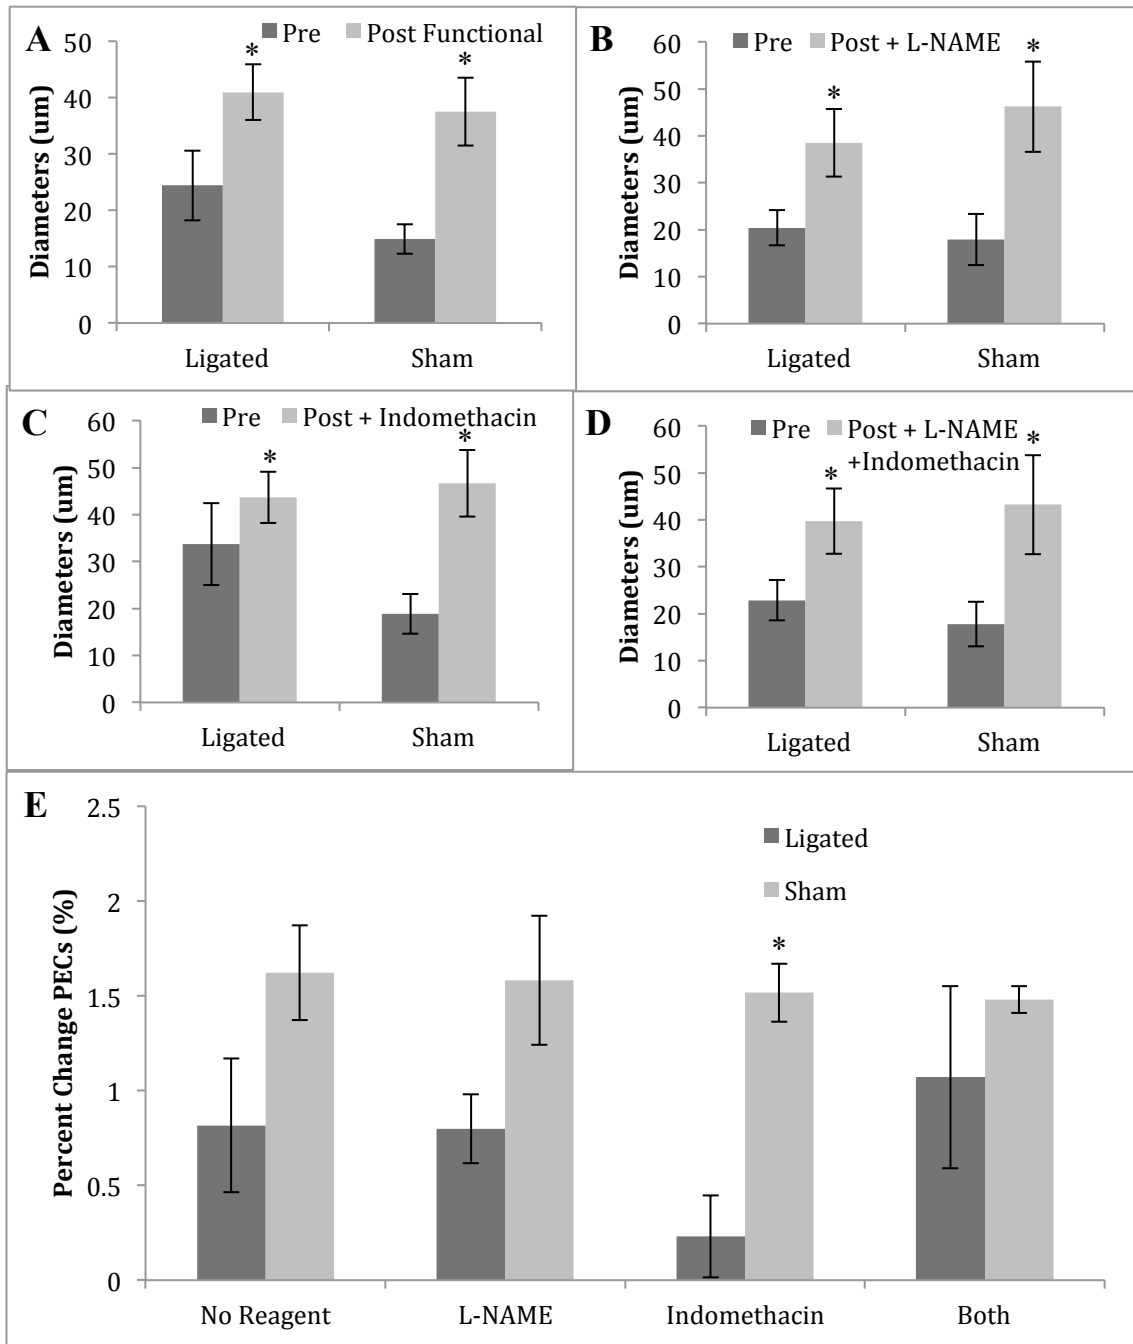 A
Pre
Post Functional
Diameters (um)
50
40
30
20
10
0
*
*
Ligated
Sham
B
Pre
Post + L-NAME
Diameters (um)
60
50
40
30
20
10
0
*
*
Ligated
Sham
C
Pre
Post + Indomethacin
Diameters (um)
60
50
40
30
20
10
0
*
*
Ligated
Sham
D
Pre
Post + L-NAME
+Indomethacin
Diameters (um)
60
50
40
30
20
10
0
*
*
Ligated
Sham
E
Percent Change PECs (%)
2.5
2
1.5
1
0.5
0
Ligated
Sham
*
No Reagent
L-NAME
Indomethacin
Both